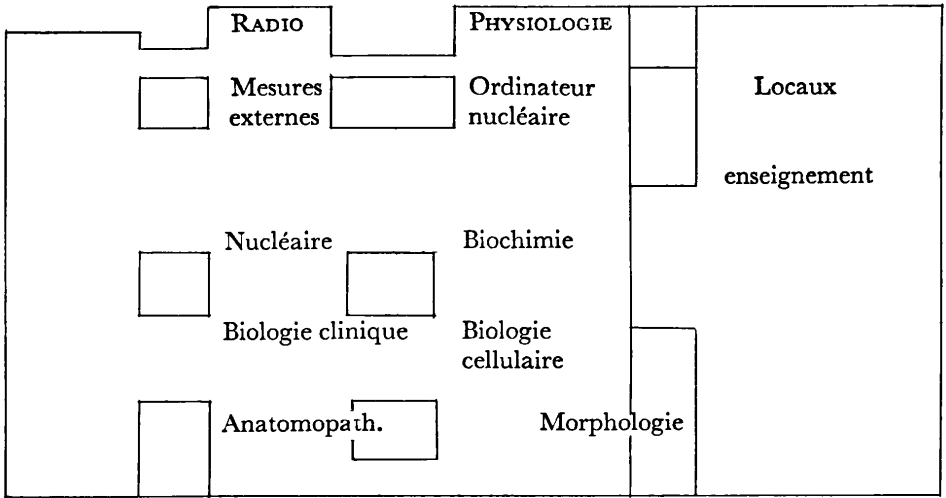 RADIO
PHYSIOLOGIE
Mesures
externes
Ordinateur
nucléaire
Locaux
enseignement
Nucléaire
Biochimie
Biologie clinique
Biologie
cellulaire
Anatomopath.
Morphologie